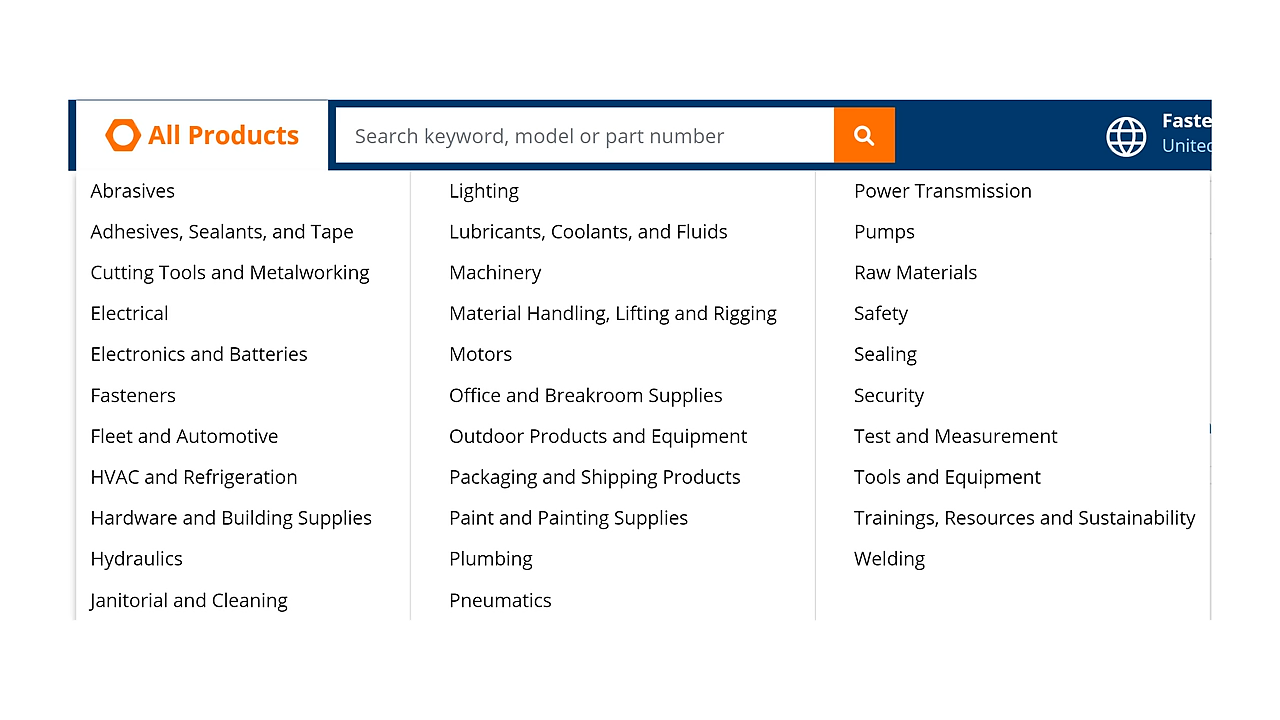 All Products
Search keyword, model or part number
Faste
United
Abrasives
Adhesives, Sealants, and Tape
Cutting Tools and Metalworking
Electrical
Electronics and Batteries
Fasteners
Fleet and Automotive
HVAC and Refrigeration
Hardware and Building Supplies
Hydraulics
Janitorial and Cleaning
Lighting
Lubricants, Coolants, and Fluids
Machinery
Material Handling, Lifting and Rigging
Motors
Office and Breakroom Supplies
Outdoor Products and Equipment
Packaging and Shipping Products
Paint and Painting Supplies
Plumbing
Pneumatics
Power Transmission
Pumps
Raw Materials
Safety
Sealing
Security
Test and Measurement
Tools and Equipment
Trainings, Resources and Sustainability
Welding